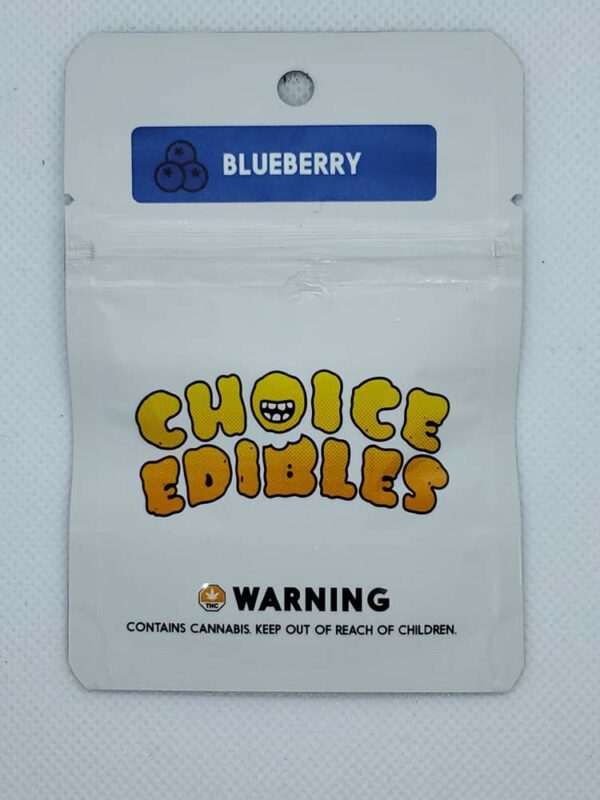 BLUEBERRY
CHOICE
EDIBLES
THC WARNING
CONTAINS CANNABIS. KEEP OUT OF REACH OF CHILDREN.